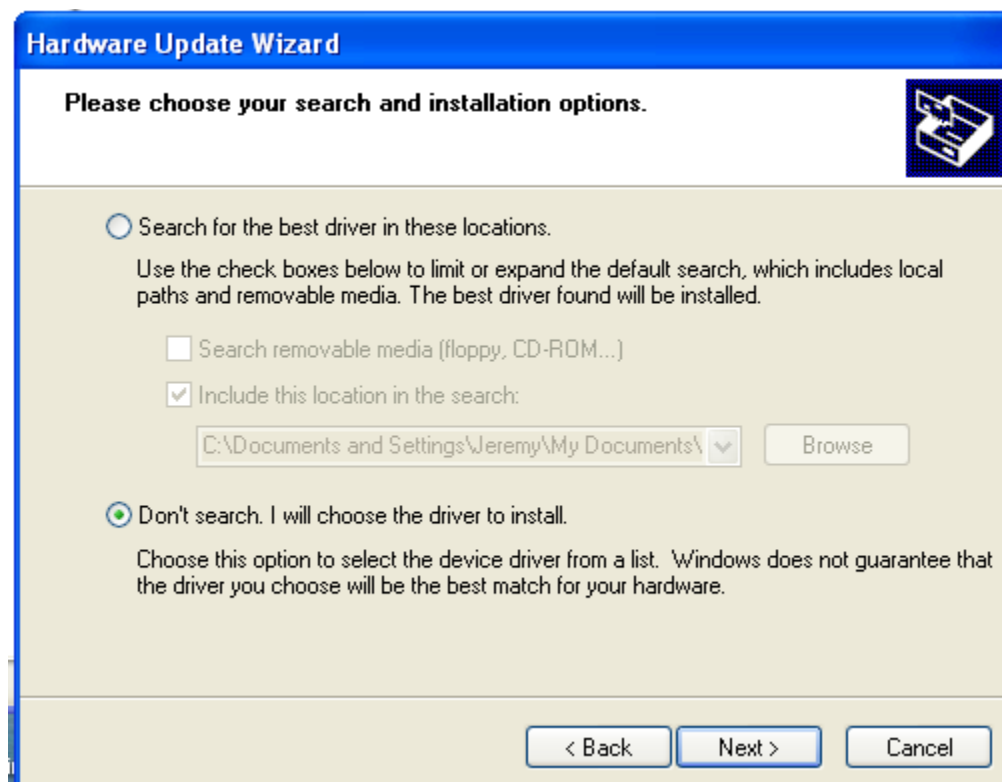 Hardware Update Wizard
Please choose your search and installation options.
Search for the best driver in these locations.
Use the check boxes below to limit or expand the default search, which includes local
paths and removable media. The best driver found will be installed.
Search removable media (floppy, CD-ROM...)
Include this location in the search:
C:\Documents and Settings\Jeremy\My Documents\
Browse
Don't search. I will choose the driver to install.
Choose this option to select the device driver from a list. Windows does not guarantee that
the driver you choose will be the best match for your hardware.
< Back Next > Cancel